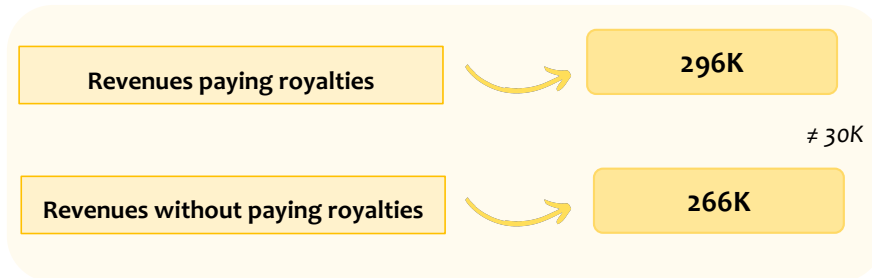 Revenues paying royalties
296K
≠ 30K
Revenues without paying royalties
266K